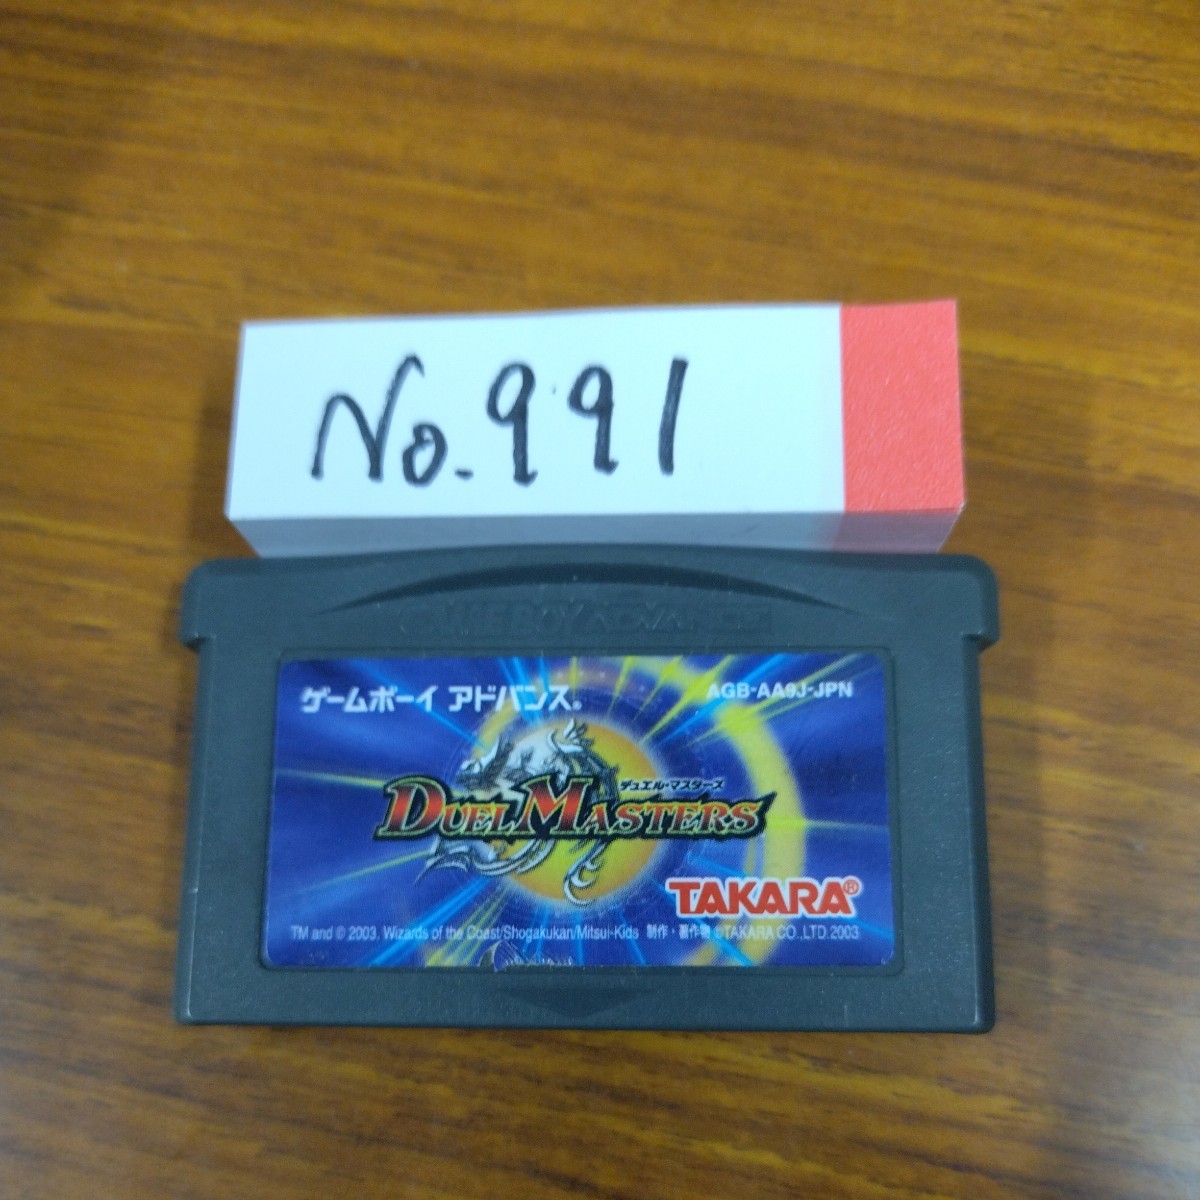 No.991
GAME BOY ADVANCE
ゲームボーイ アドバンス®
AGB-AA9J-JPN
デュエル・マスターズ
DUEL MASTERS
TAKARA®
TM and © 2003. Wizards of the Coast/Shogakukan/Mitsui-Kids 制作・著作物 ©TAKARA CO.,LTD.2003